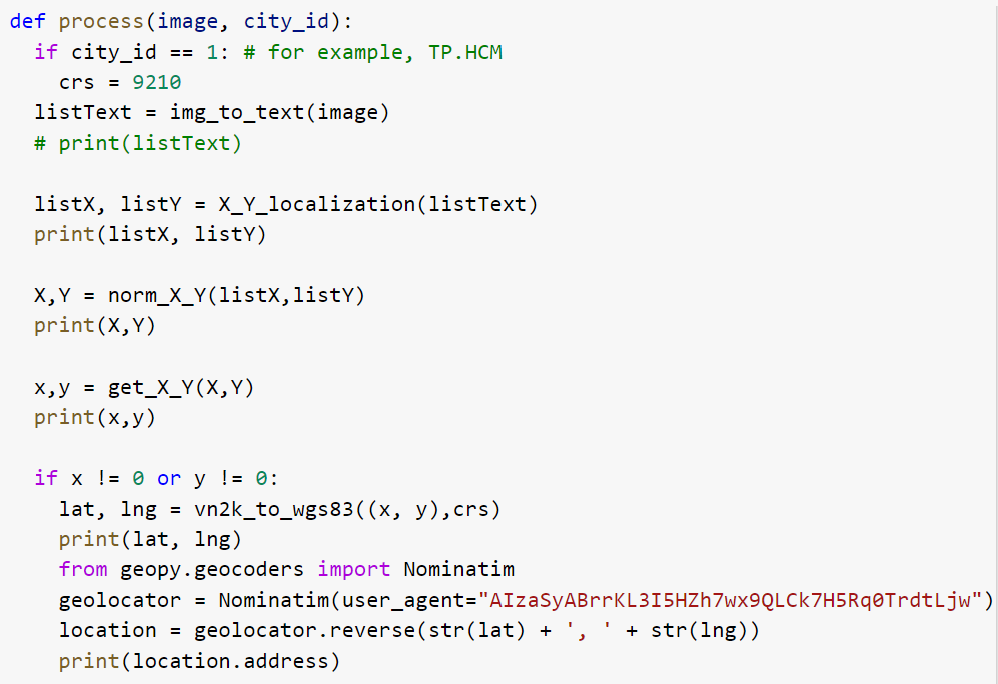 def process(image, city_id):
  if city_id == 1: # for example, TP.HCM
    crs = 9210
  listText = img_to_text(image)
  # print(listText)

  listX, listY = X_Y_localization(listText)
  print(listX, listY)

  X,Y = norm_X_Y(listX,listY)
  print(X,Y)

  x,y = get_X_Y(X,Y)
  print(x,y)

  if x != 0 or y != 0:
    lat, lng = vn2k_to_wgs83((x, y),crs)
    print(lat, lng)
    from geopy.geocoders import Nominatim
    geolocator = Nominatim(user_agent="AIzaSyABrrKL3I5HZh7wx9QLCk7H5Rq0TrdtLjw")
    location = geolocator.reverse(str(lat) + ', ' + str(lng))
    print(location.address)